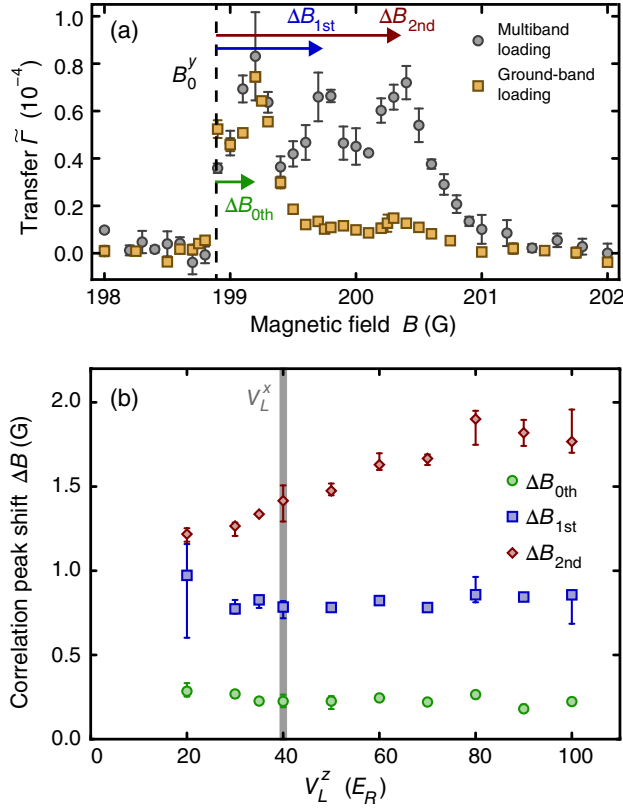 (a)
ΔB1st
ΔB2nd
B0y
Multiband loading
Ground-band loading
ΔB0th
Transfer Γ̃ (10⁻⁴)
1.0
0.8
0.6
0.4
0.2
0.0
198
199
200
201
202
Magnetic field B (G)
(b)
VLx
ΔB0th
ΔB1st
ΔB2nd
Correlation peak shift ΔB (G)
2.0
1.5
1.0
0.5
0.0
0
20
40
60
80
100
VLz (ER)